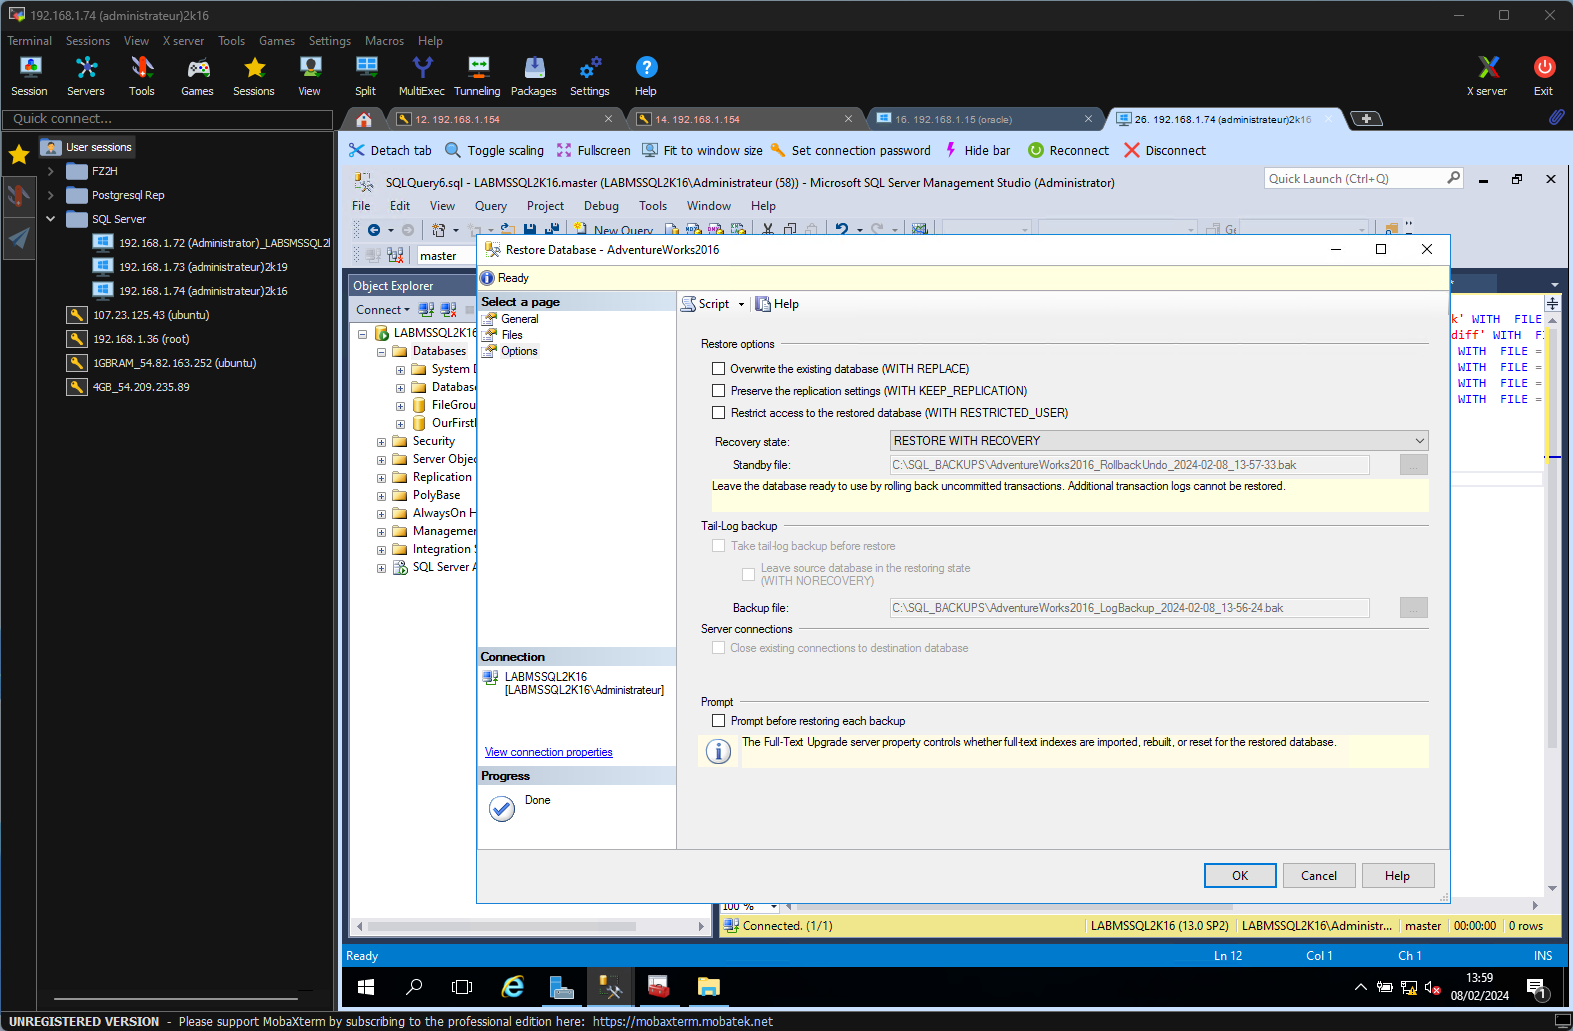 192.168.1.74 (administrateur)2k16
Terminal Sessions View X server Tools Games Settings Macros Help
Session Servers Tools Games Sessions View Split MultiExec Tunneling Packages Settings Help X server Exit
Quick connect...
12. 192.168.1.154
14. 192.168.1.154
16. 192.168.1.15 (oracle)
26. 192.168.1.74 (administrateur)2k16
User sessions
FZ2H
Postgresql Rep
SQL Server
192.168.1.72 (Administrator)_LABSMSSQL2
192.168.1.73 (administrateur)2k19
192.168.1.74 (administrateur)2k16
107.23.125.43 (ubuntu)
192.168.1.36 (root)
1GBRAM_54.82.163.252 (ubuntu)
4GB_54.209.235.89
Detach tab Toggle scaling Fullscreen Fit to window size Set connection password Hide bar Reconnect Disconnect
SQLQuery6.sql - LABMSSQL2K16.master (LABMSSQL2K16\Administrateur (58)) - Microsoft SQL Server Management Studio (Administrator)
Quick Launch (Ctrl+Q)
File Edit View Query Project Debug Tools Window Help
New Query
master
Object Explorer
Connect
LABMSSQL2K16
Databases
System D
Database
FileGrou
OurFirst
Security
Server Objec
Replication
PolyBase
AlwaysOn H
Managemer
Integration S
SQL Server A
Restore Database - AdventureWorks2016
Ready
Select a page
General
Files
Options
Script Help
Restore options
Overwrite the existing database (WITH REPLACE)
Preserve the replication settings (WITH KEEP_REPLICATION)
Restrict access to the restored database (WITH RESTRICTED_USER)
Recovery state: RESTORE WITH RECOVERY
Standby file: C:\SQL_BACKUPS\AdventureWorks2016_RollbackUndo_2024-02-08_13-57-33.bak ...
Leave the database ready to use by rolling back uncommitted transactions. Additional transaction logs cannot be restored.
Tail-Log backup
Take tail-log backup before restore
Leave source database in the restoring state
(WITH NORECOVERY)
Backup file: C:\SQL_BACKUPS\AdventureWorks2016_LogBackup_2024-02-08_13-56-24.bak ...
Server connections
Close existing connections to destination database
Prompt
Prompt before restoring each backup
The Full-Text Upgrade server property controls whether full-text indexes are imported, rebuilt, or reset for the restored database.
Connection
LABMSSQL2K16
[LABMSSQL2K16\Administrateur]
View connection properties
Progress
Done
OK Cancel Help
k' WITH FILE
diff' WITH F
WITH FILE =
WITH FILE =
WITH FILE =
WITH FILE =
100 %
Connected. (1/1)
LABMSSQL2K16 (13.0 SP2) LABMSSQL2K16\Administr... master 00:00:00 0 rows
Ready Ln 12 Col 1 Ch 1 INS
13:59
08/02/2024
1
UNREGISTERED VERSION - Please support MobaXterm by subscribing to the professional edition here: https://mobaxterm.mobatek.net